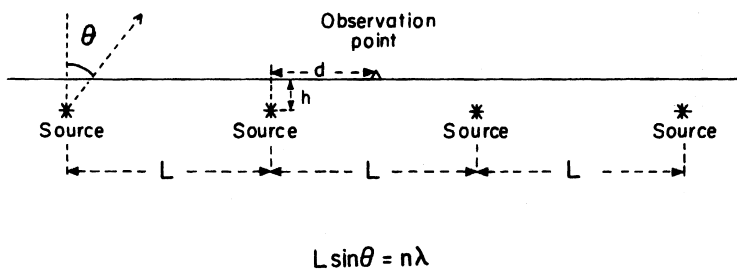 Observation
point
θ
d
h
Source Source Source Source
L L L
L sinθ = nλ